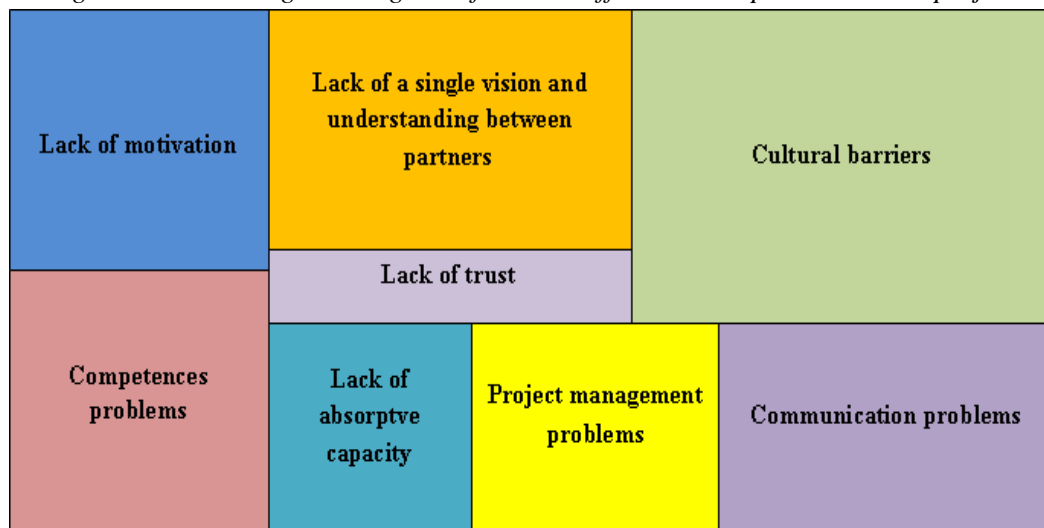 Lack of motivation
Lack of a single vision and
understanding between
partners
Cultural barriers
Lack of trust
Competences
problems
Lack of
absorptve
capacity
Project management
problems
Communication problems